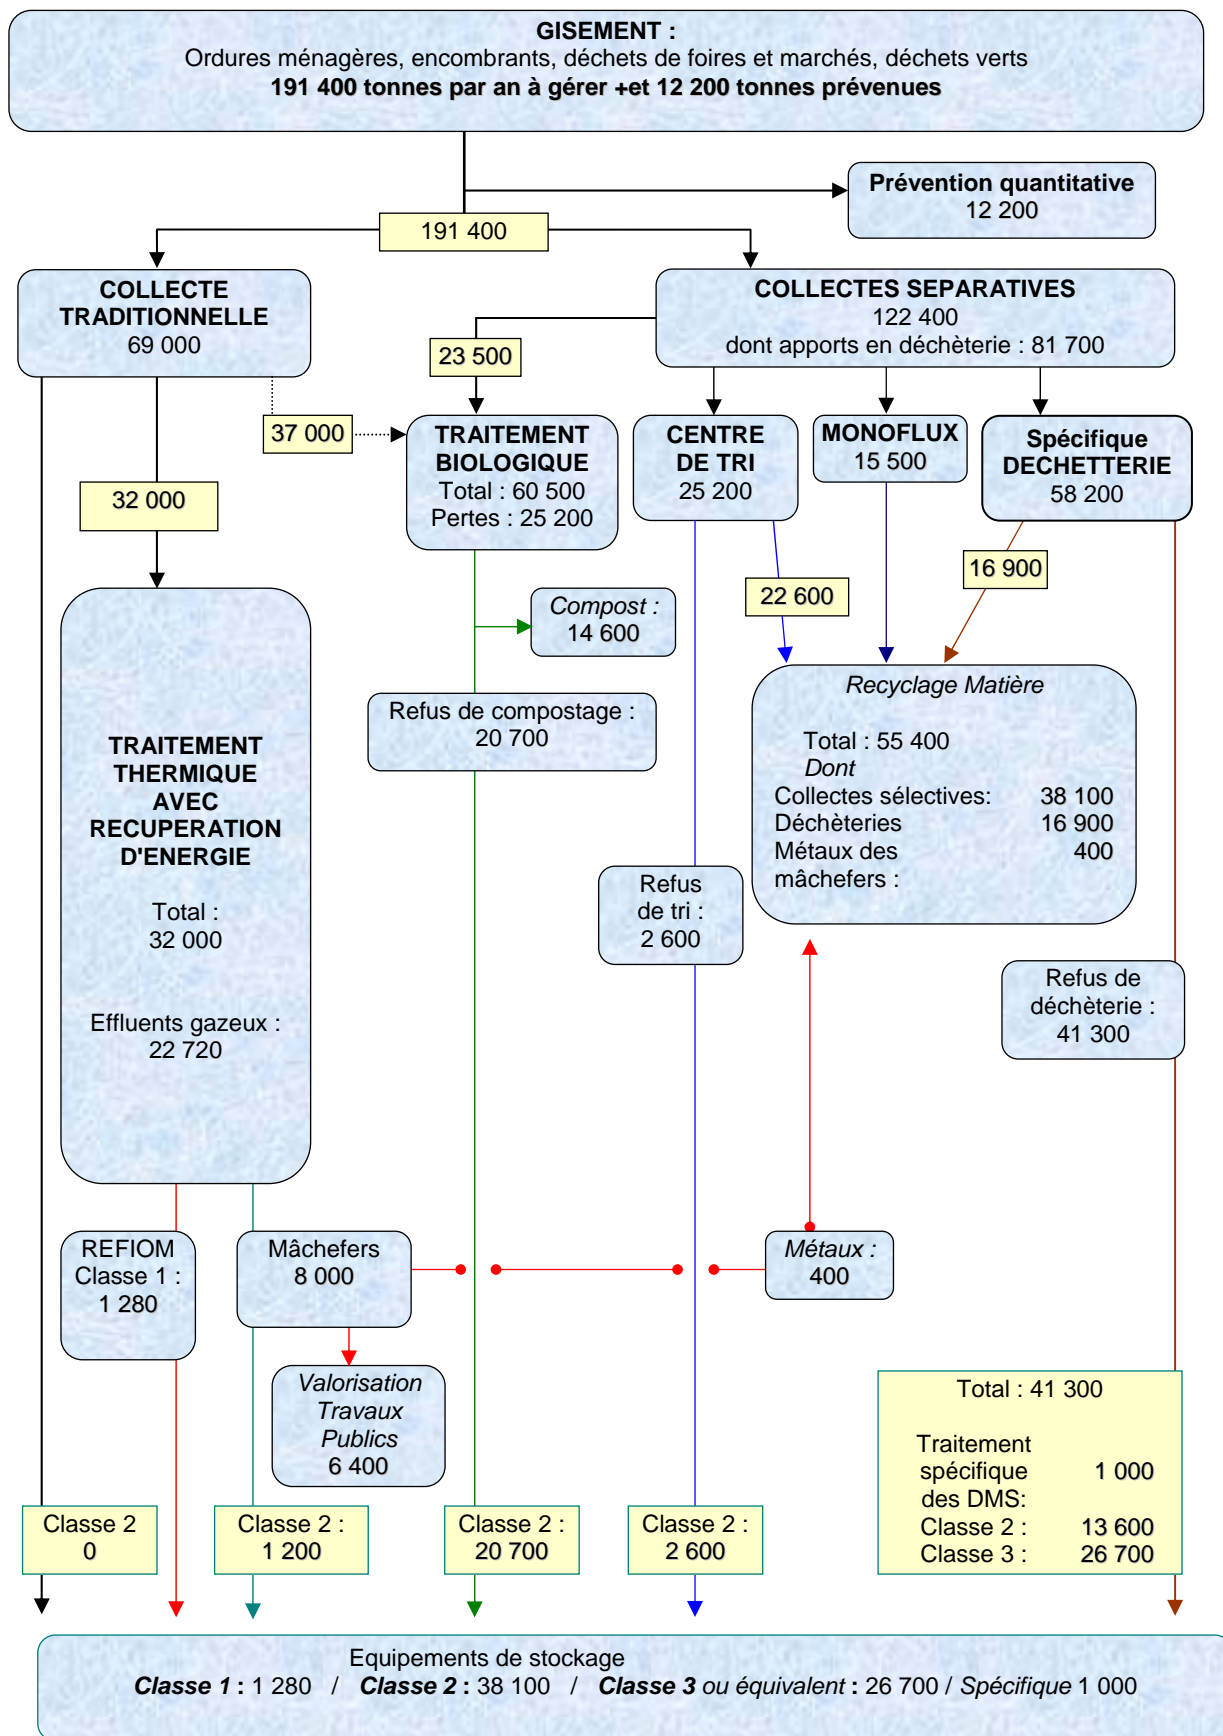 GISEMENT :
Ordures ménagères, encombrants, déchets de foires et marchés, déchets verts
191 400 tonnes par an à gérer +et 12 200 tonnes prévenues
Prévention quantitative
12 200
191 400
COLLECTE
TRADITIONNELLE
69 000
COLLECTES SEPARATIVES
122 400
dont apports en déchèterie : 81 700
23 500
37 000
TRAITEMENT
BIOLOGIQUE
Total : 60 500
Pertes : 25 200
CENTRE
DE TRI
25 200
MONOFLUX
15 500
Spécifique
DECHETTERIE
58 200
32 000
16 900
22 600
Compost :
14 600
TRAITEMENT
THERMIQUE
AVEC
RECUPERATION
D'ENERGIE
Total :
32 000
Effluents gazeux :
22 720
Refus de compostage :
20 700
Recyclage Matière
Total : 55 400
Dont
Collectes sélectives: 38 100
Déchèteries 16 900
Métaux des 400
mâchefers :
Refus
de tri :
2 600
Refus de
déchèterie :
41 300
REFIOM
Classe 1 :
1 280
Mâchefers
8 000
Métaux :
400
Valorisation
Travaux
Publics
6 400
Total : 41 300
Traitement
spécifique 1 000
des DMS:
Classe 2 : 13 600
Classe 3 : 26 700
Classe 2
0
Classe 2 :
1 200
Classe 2 :
20 700
Classe 2 :
2 600
Equipements de stockage
Classe 1 : 1 280 / Classe 2 : 38 100 / Classe 3 ou équivalent : 26 700 / Spécifique 1 000